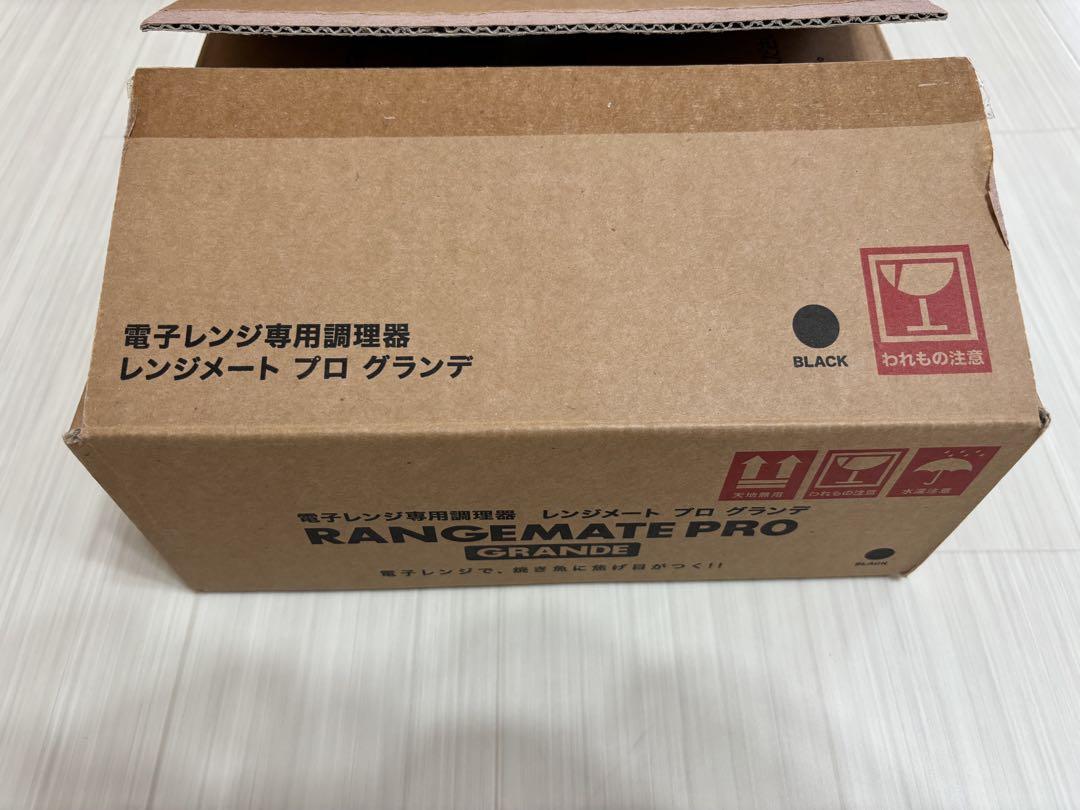 電子レンジ専用調理器
レンジメート プロ グランデ
BLACK
われもの注意
天地無用
われもの注意
水濡注意
電子レンジ専用調理器 レンジメート プロ グランデ
RANGEMATE PRO
GRANDE
電子レンジで、焼き魚に焦げ目がつく!!
BLACK